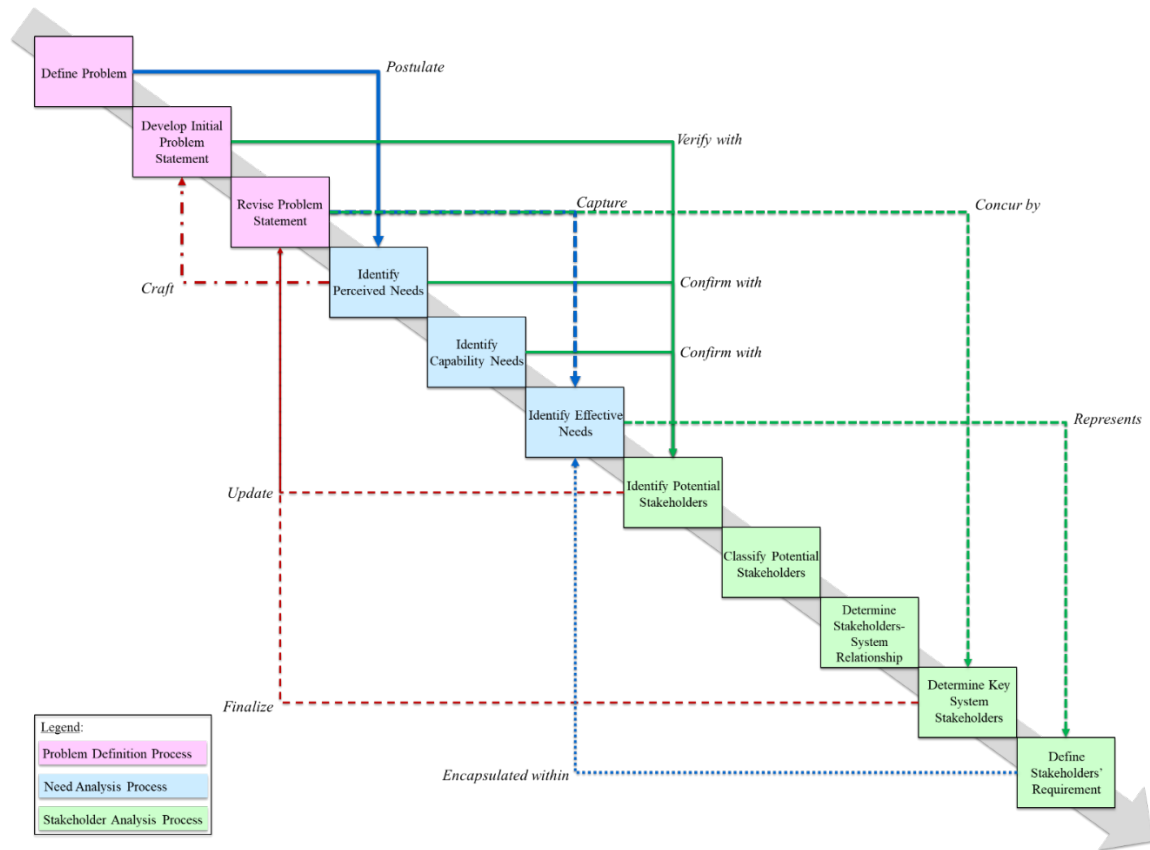 Define Problem
Postulate
Develop Initial
Problem
Statement
Verify with
Revise Problem
Statement
Capture
Concur by
Identify
Perceived Needs
Craft
Confirm with
Identify
Capability Needs
Confirm with
Identify Effective
Needs
Represents
Identify Potential
Stakeholders
Update
Classify Potential
Stakeholders
Determine
Stakeholders-
System
Relationship
Determine Key
System
Stakeholders
Finalize
Define
Stakeholders’
Requirement
Encapsulated within
Legend:
Problem Definition Process
Need Analysis Process
Stakeholder Analysis Process